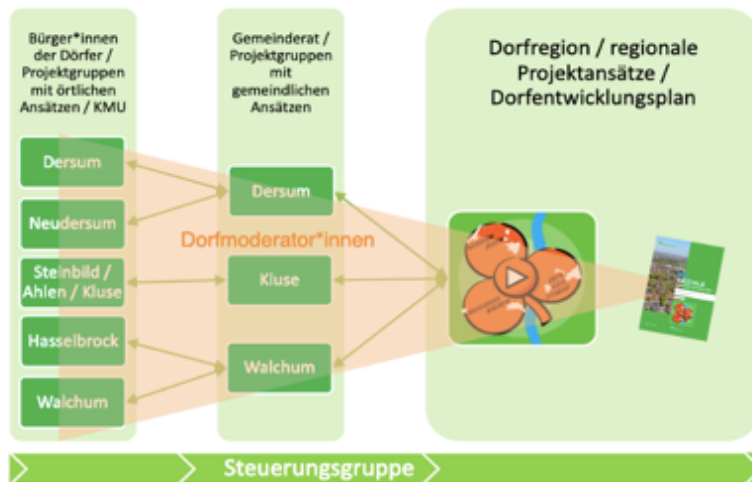 Bürger*innen
der Dörfer /
Projektgruppen
mit örtlichen
Ansätzen / KMU
Dersum
Neudersum
Steinbild /
Ahlen / Kluse
Hasselbrock
Walchum
Gemeinderat /
Projektgruppen
mit
gemeindlichen
Ansätzen
Dersum
Dorfmoderator*innen
Kluse
Walchum
Dorfregion / regionale
Projektansätze /
Dorfentwicklungsplan
Steuerungsgruppe